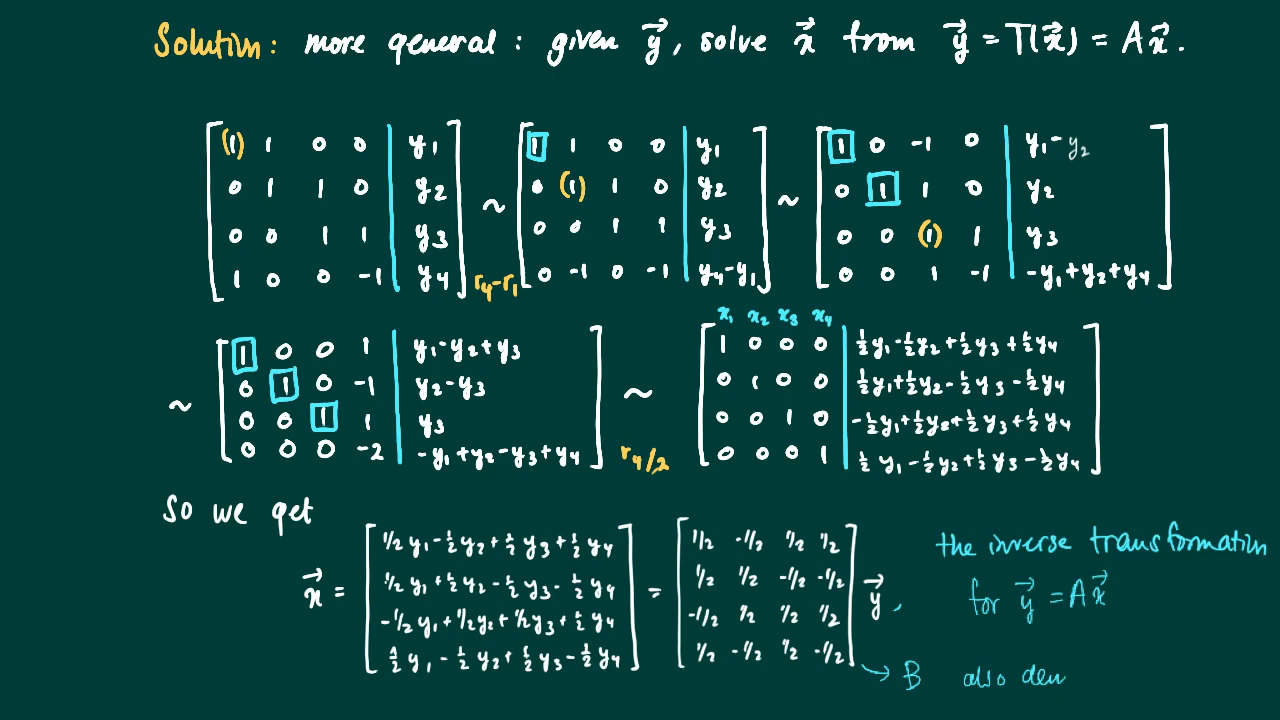 Solution: more general: given y⃗, solve x⃗ from y⃗ = T(x⃗) = Ax⃗.
[(1) 1 0 0 | y₁] [1 1 0 0 | y₁] [1 0 -1 0 | y₁-y₂]
[0 1 1 0 | y₂] ~ [0 (1) 1 0 | y₂] ~ [0 1 1 0 | y₂]
[0 0 1 1 | y₃] [0 0 1 1 | y₃] [0 0 (1) 1 | y₃]
[1 0 0 -1 | y₄] r₄-r₁ [0 -1 0 -1 | y₄-y₁] [0 0 1 -1 | -y₁+y₂+y₄]
x₁ x₂ x₃ x₄
[1 0 0 1 | y₁-y₂+y₃] [1 0 0 0 | ½y₁-½y₂+½y₃+½y₄]
~ [0 1 0 -1 | y₂-y₃] ~ [0 1 0 0 | ½y₁+½y₂-½y₃-½y₄]
[0 0 1 1 | y₃] [0 0 1 0 | -½y₁+½y₂+½y₃+½y₄]
[0 0 0 -2 | -y₁+y₂-y₃+y₄] r₄/2 [0 0 0 1 | ½y₁-½y₂+½y₃-½y₄]
So we get
[1/2 y₁-½y₂+½y₃+½y₄] [1/2 -1/2 1/2 1/2] the inverse transformation
x⃗ = [1/2 y₁+½y₂-½y₃-½y₄] = [1/2 1/2 -1/2 -1/2] y⃗, for y⃗ = Ax⃗
[-1/2 y₁+1/2y₂+1/2y₃+½y₄] [-1/2 1/2 1/2 1/2]
[½y₁-½y₂+½y₃-½y₄] [1/2 -1/2 1/2 -1/2] → B also den